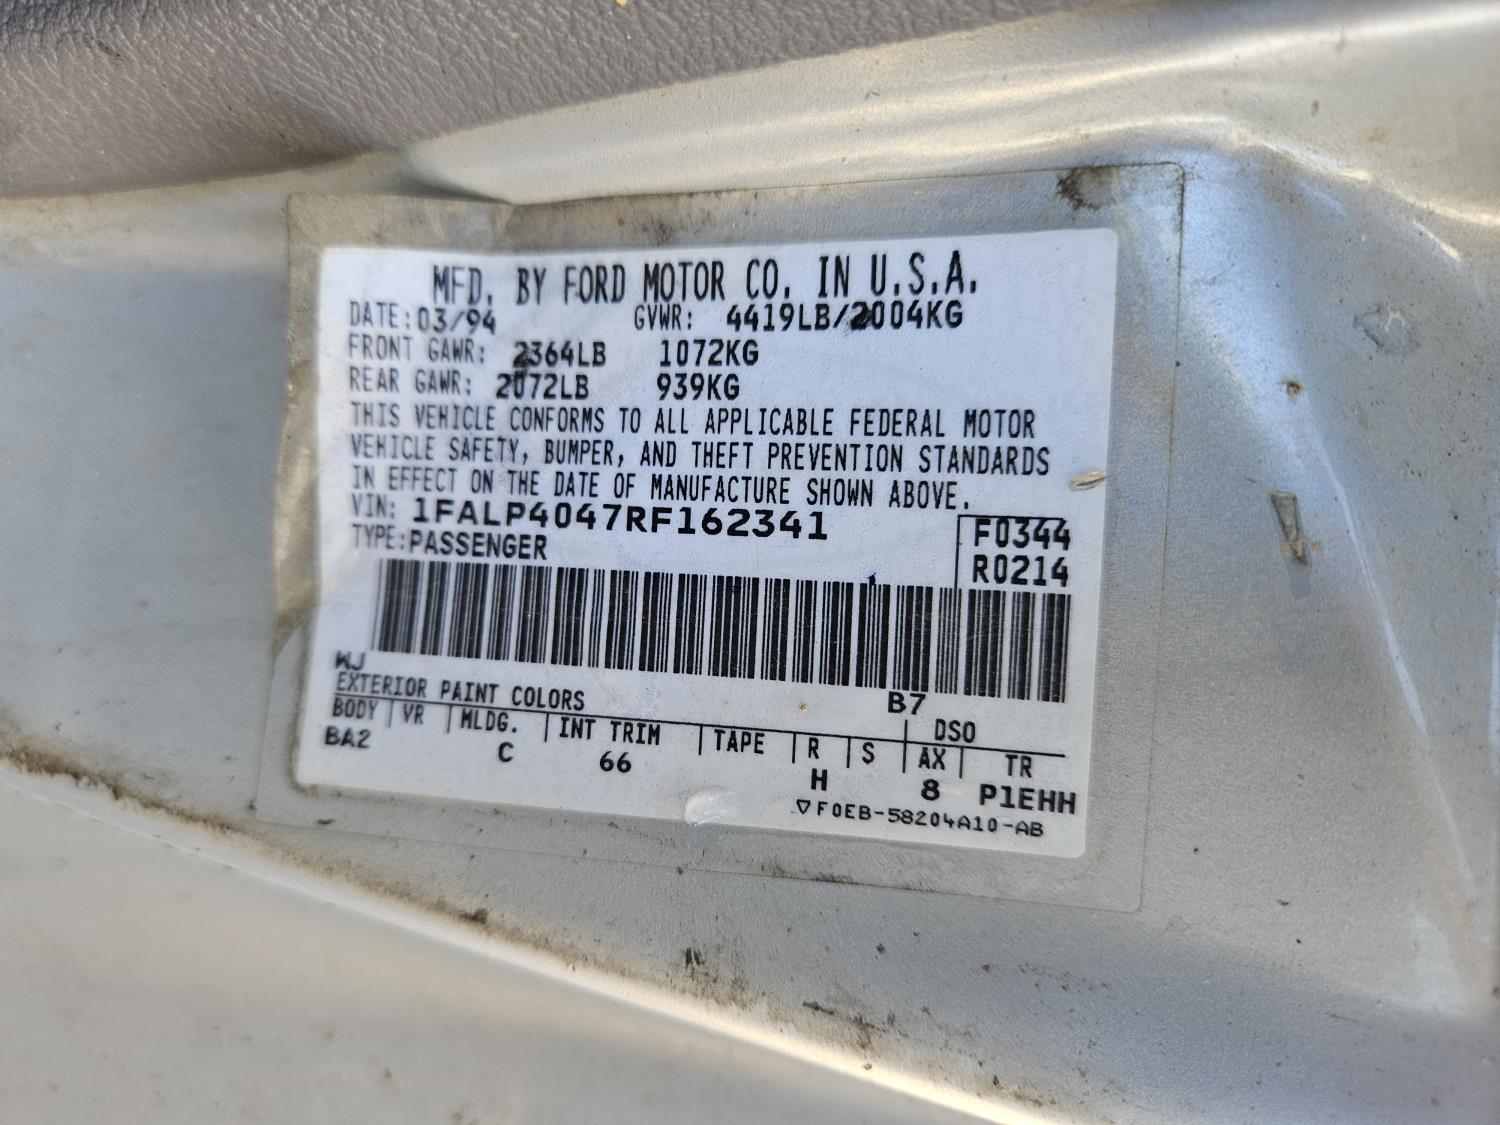 MFD. BY FORD MOTOR CO. IN U.S.A.
DATE: 03/94 GVWR: 4419LB/2004KG
FRONT GAWR: 2364LB 1072KG
REAR GAWR: 2072LB 939KG
THIS VEHICLE CONFORMS TO ALL APPLICABLE FEDERAL MOTOR
VEHICLE SAFETY, BUMPER, AND THEFT PREVENTION STANDARDS
IN EFFECT ON THE DATE OF MANUFACTURE SHOWN ABOVE.
VIN: 1FALP4047RF162341 F0344
TYPE: PASSENGER R0214
WJ
EXTERIOR PAINT COLORS B7 DSO
BODY VR MLDG. INT TRIM TAPE R S AX TR
BA2 C 66 H 8 P1EHH
▽F0EB-58204A10-AB